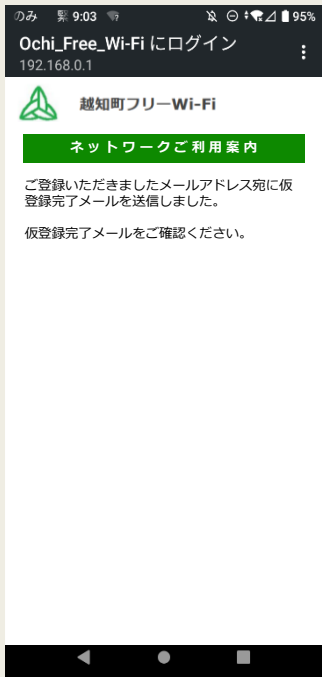 のみ 緊 9:03 95%
Ochi_Free_Wi-Fi にログイン
192.168.0.1
越知町フリーWi-Fi
ネットワークご利用案内
ご登録いただきましたメールアドレス宛に仮
登録完了メールを送信しました。
仮登録完了メールをご確認ください。